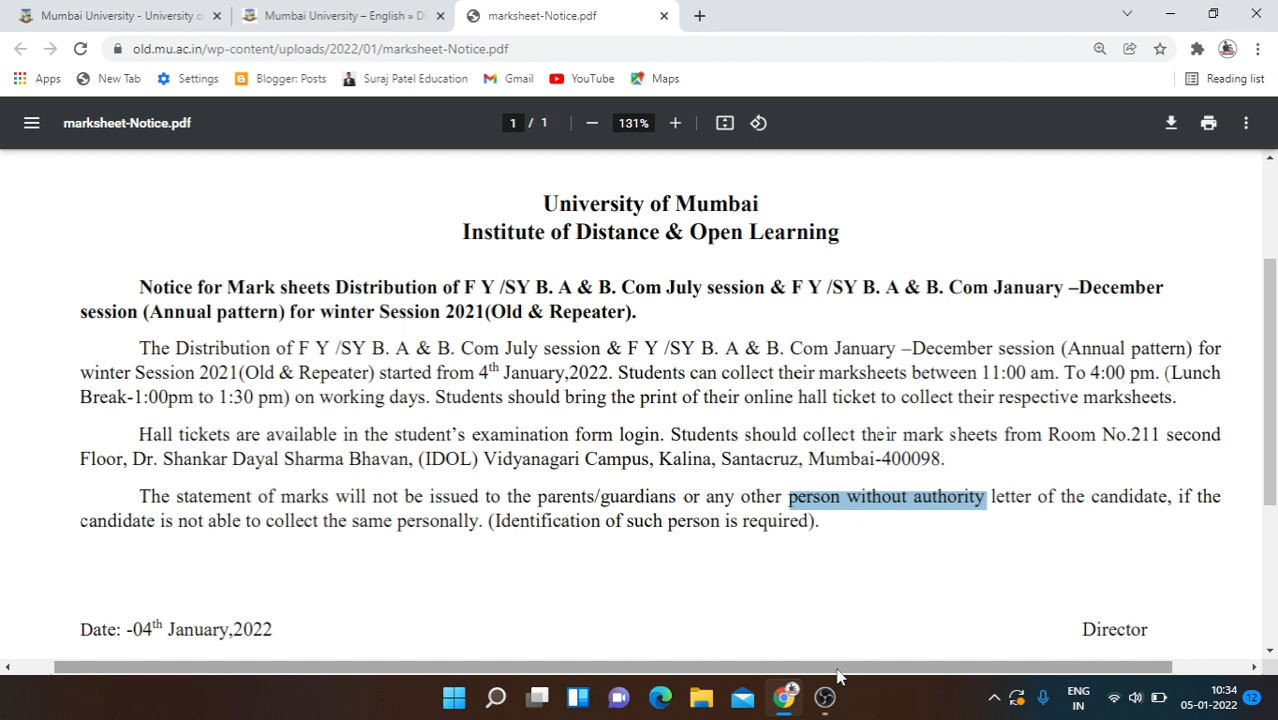 Mumbai University - University o
Mumbai University – English » Di
marksheet-Notice.pdf
old.mu.ac.in/wp-content/uploads/2022/01/marksheet-Notice.pdf
Apps
New Tab
Settings
Blogger: Posts
Suraj Patel Education
Gmail
YouTube
Maps
Reading list
marksheet-Notice.pdf
1 / 1
131%
University of Mumbai
Institute of Distance & Open Learning
Notice for Mark sheets Distribution of F Y /SY B. A & B. Com July session & F Y /SY B. A & B. Com January –December
session (Annual pattern) for winter Session 2021(Old & Repeater).
The Distribution of F Y /SY B. A & B. Com July session & F Y /SY B. A & B. Com January –December session (Annual pattern) for
winter Session 2021(Old & Repeater) started from 4th January,2022. Students can collect their marksheets between 11:00 am. To 4:00 pm. (Lunch
Break-1:00pm to 1:30 pm) on working days. Students should bring the print of their online hall ticket to collect their respective marksheets.
Hall tickets are available in the student's examination form login. Students should collect their mark sheets from Room No.211 second
Floor, Dr. Shankar Dayal Sharma Bhavan, (IDOL) Vidyanagari Campus, Kalina, Santacruz, Mumbai-400098.
The statement of marks will not be issued to the parents/guardians or any other person without authority letter of the candidate, if the
candidate is not able to collect the same personally. (Identification of such person is required).
Date: -04th January,2022
Director
ENG
IN
10:34
05-01-2022
12